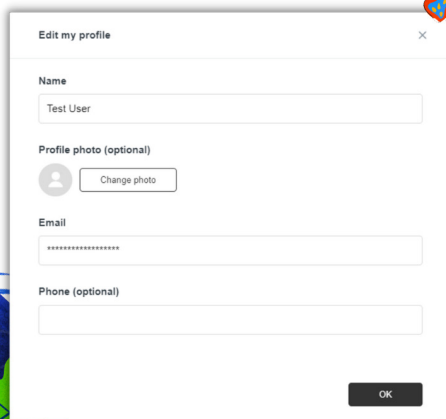 Edit my profile
Name
Test User
Profile photo (optional)
Change photo
Email
******************
Phone (optional)
OK